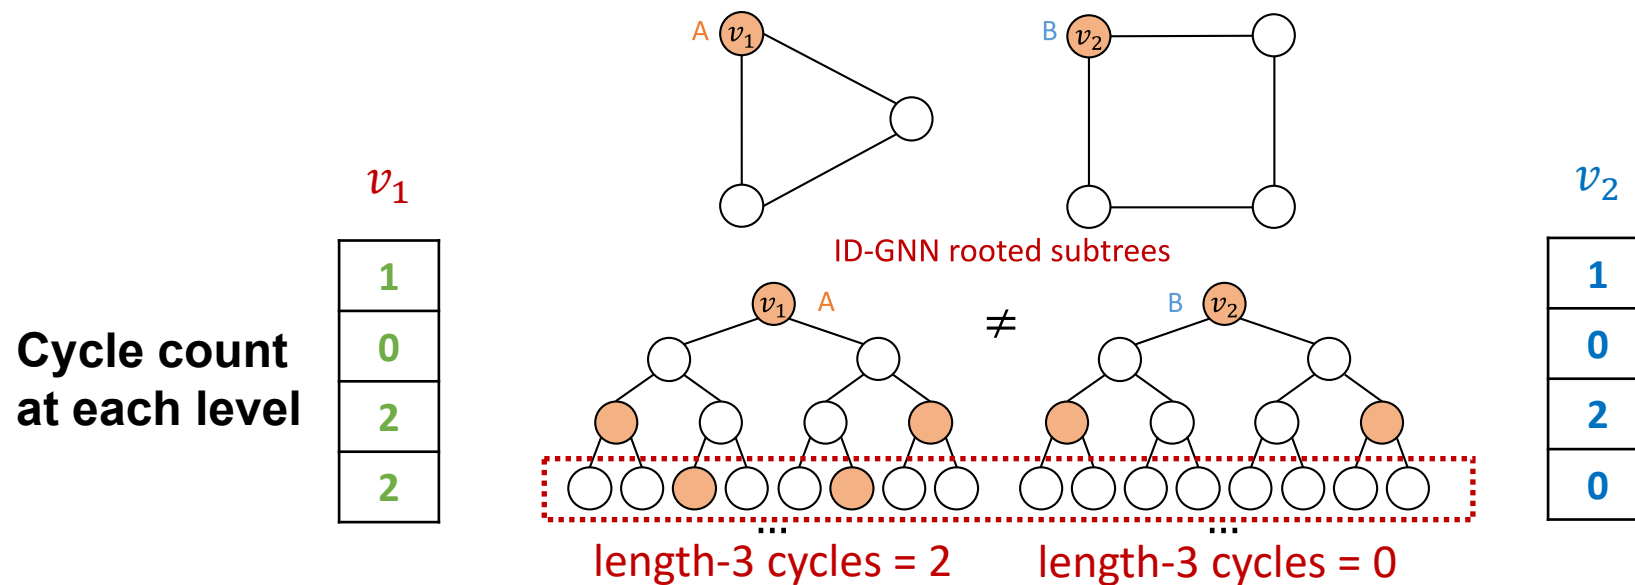 A v₁
B v₂
v₁
v₂
ID-GNN rooted subtrees
1
0
2
2
Cycle count
at each level
v₁ A
≠
B v₂
1
0
2
0
...
...
length-3 cycles = 2
length-3 cycles = 0